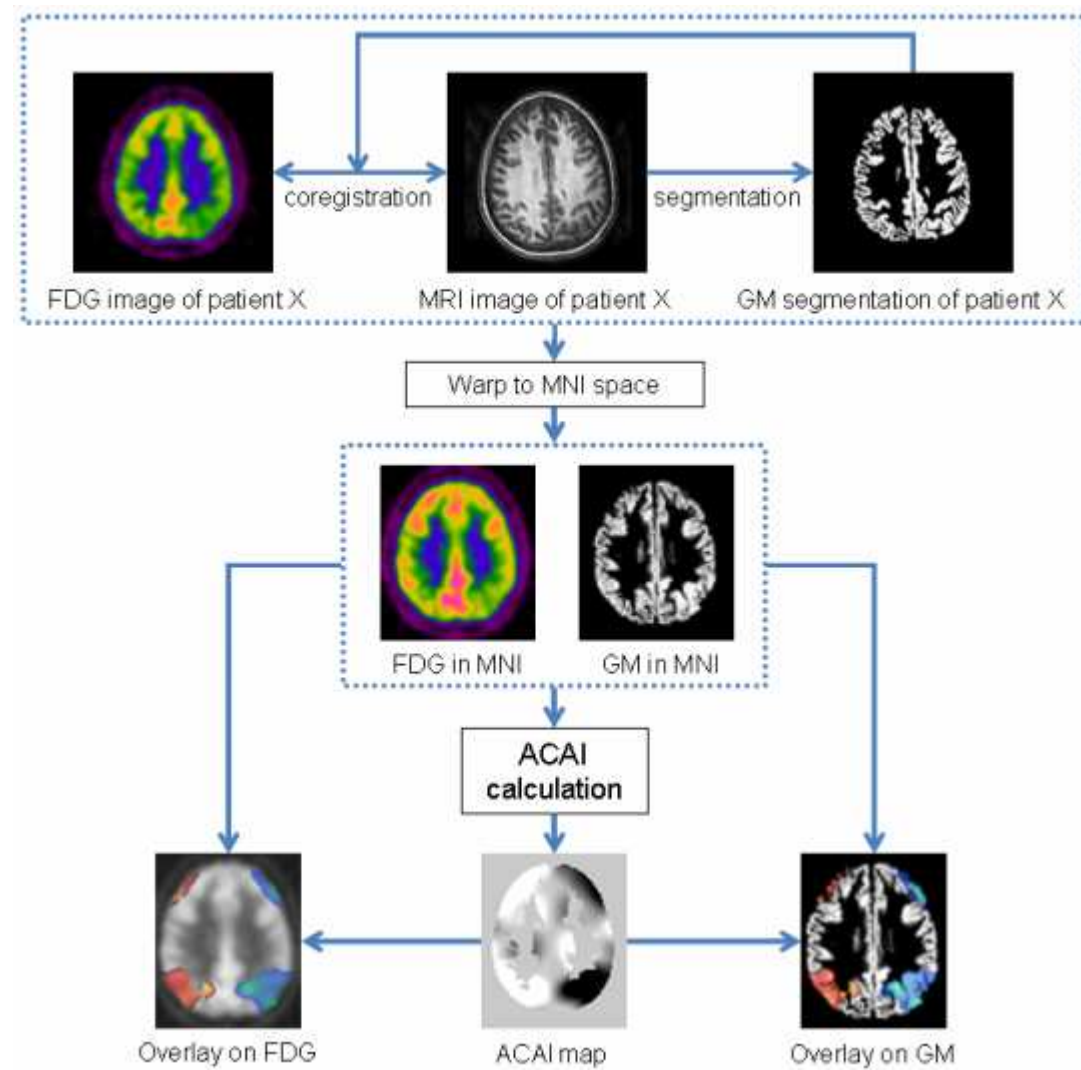 coregistration
segmentation
FDG image of patient X
MRI image of patient X
GM segmentation of patient X
Warp to MNI space
FDG in MNI
GM in MNI
ACAI
calculation
Overlay on FDG
ACAI map
Overlay on GM